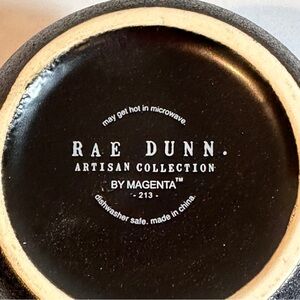 may get hot in microwave.
RAE DUNN.
ARTISAN COLLECTION
BY MAGENTA™
- 213 -
dishwasher safe. made in china.